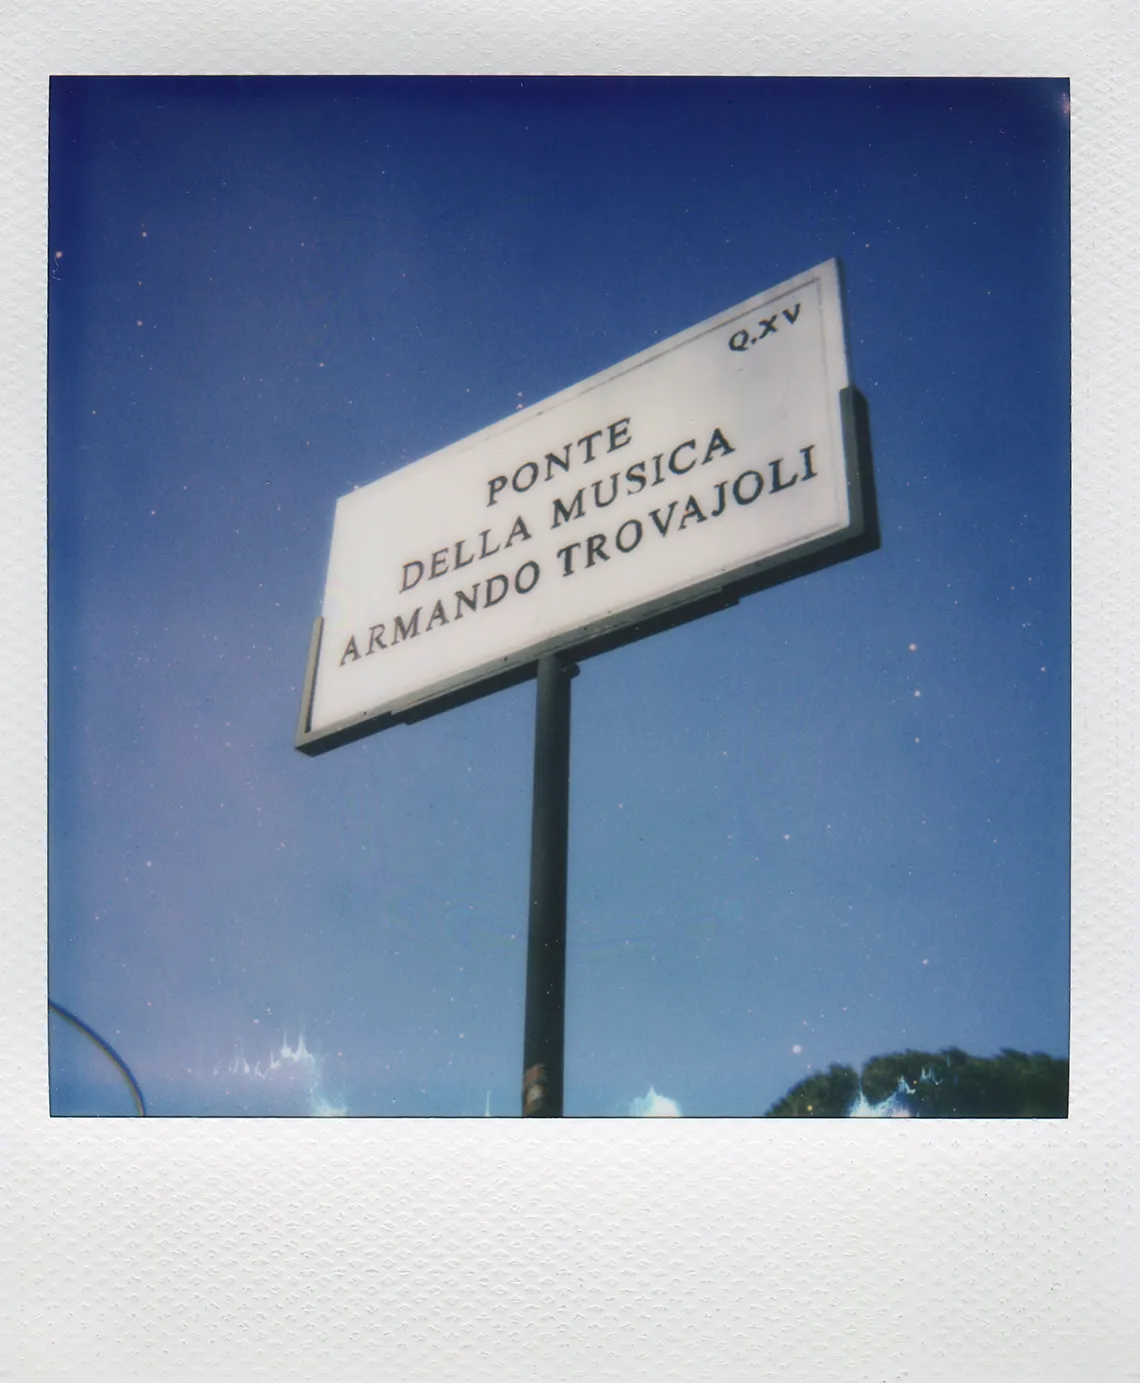 Q.XV
PONTE
DELLA MUSICA
ARMANDO TROVAJOLI